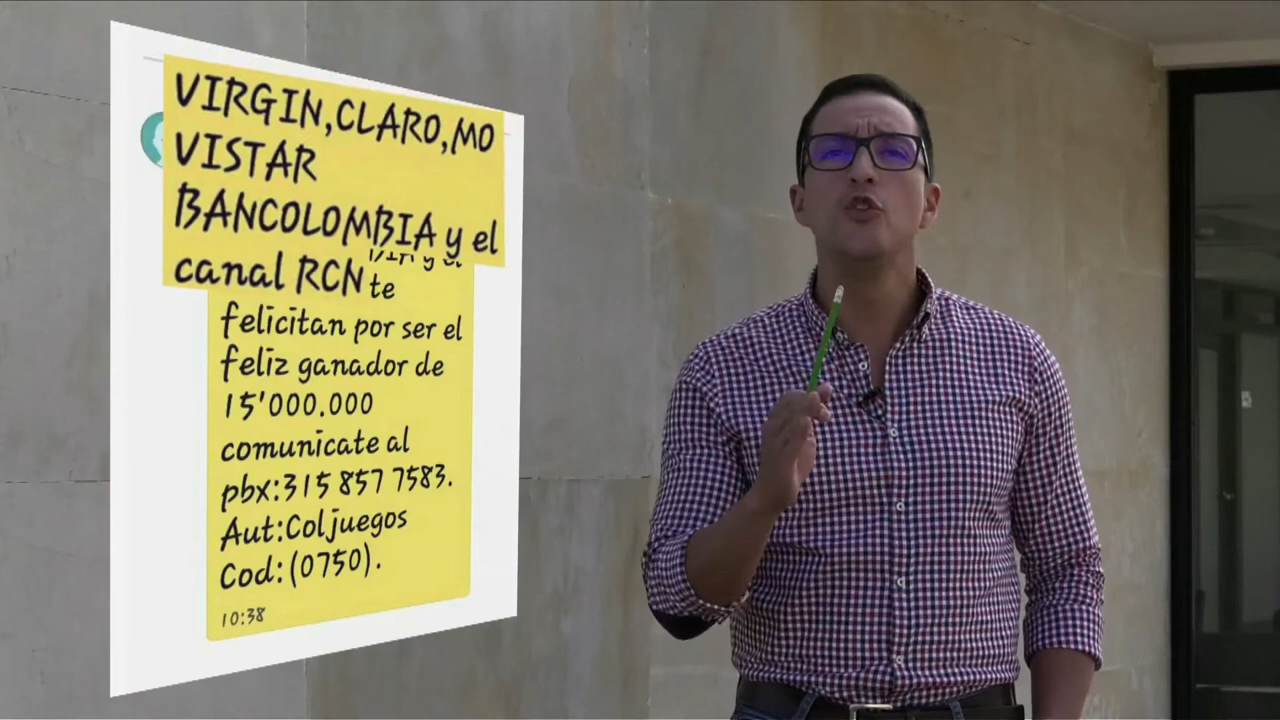 VIRGIN,CLARO,MO
VISTAR
BANCOLOMBIA y el
canal RCN te
felicitan por ser el
feliz ganador de
15'000.000
comunicate al
pbx:315 857 7583.
Aut:Coljuegos
Cod:(0750).
10:38